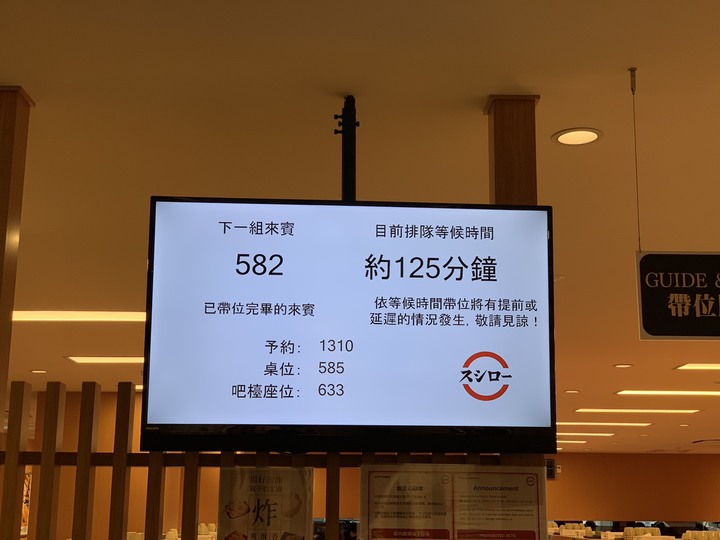 下一組來賓
582
目前排隊等候時間
約125分鐘
已帶位完畢的來賓
依等候時間帶位將有提前或
延遲的情況發生, 敬請見諒！
予約： 1310
桌位： 585
吧檯座位： 633
スシロー
GUIDE &
帶位
炸
Announcement